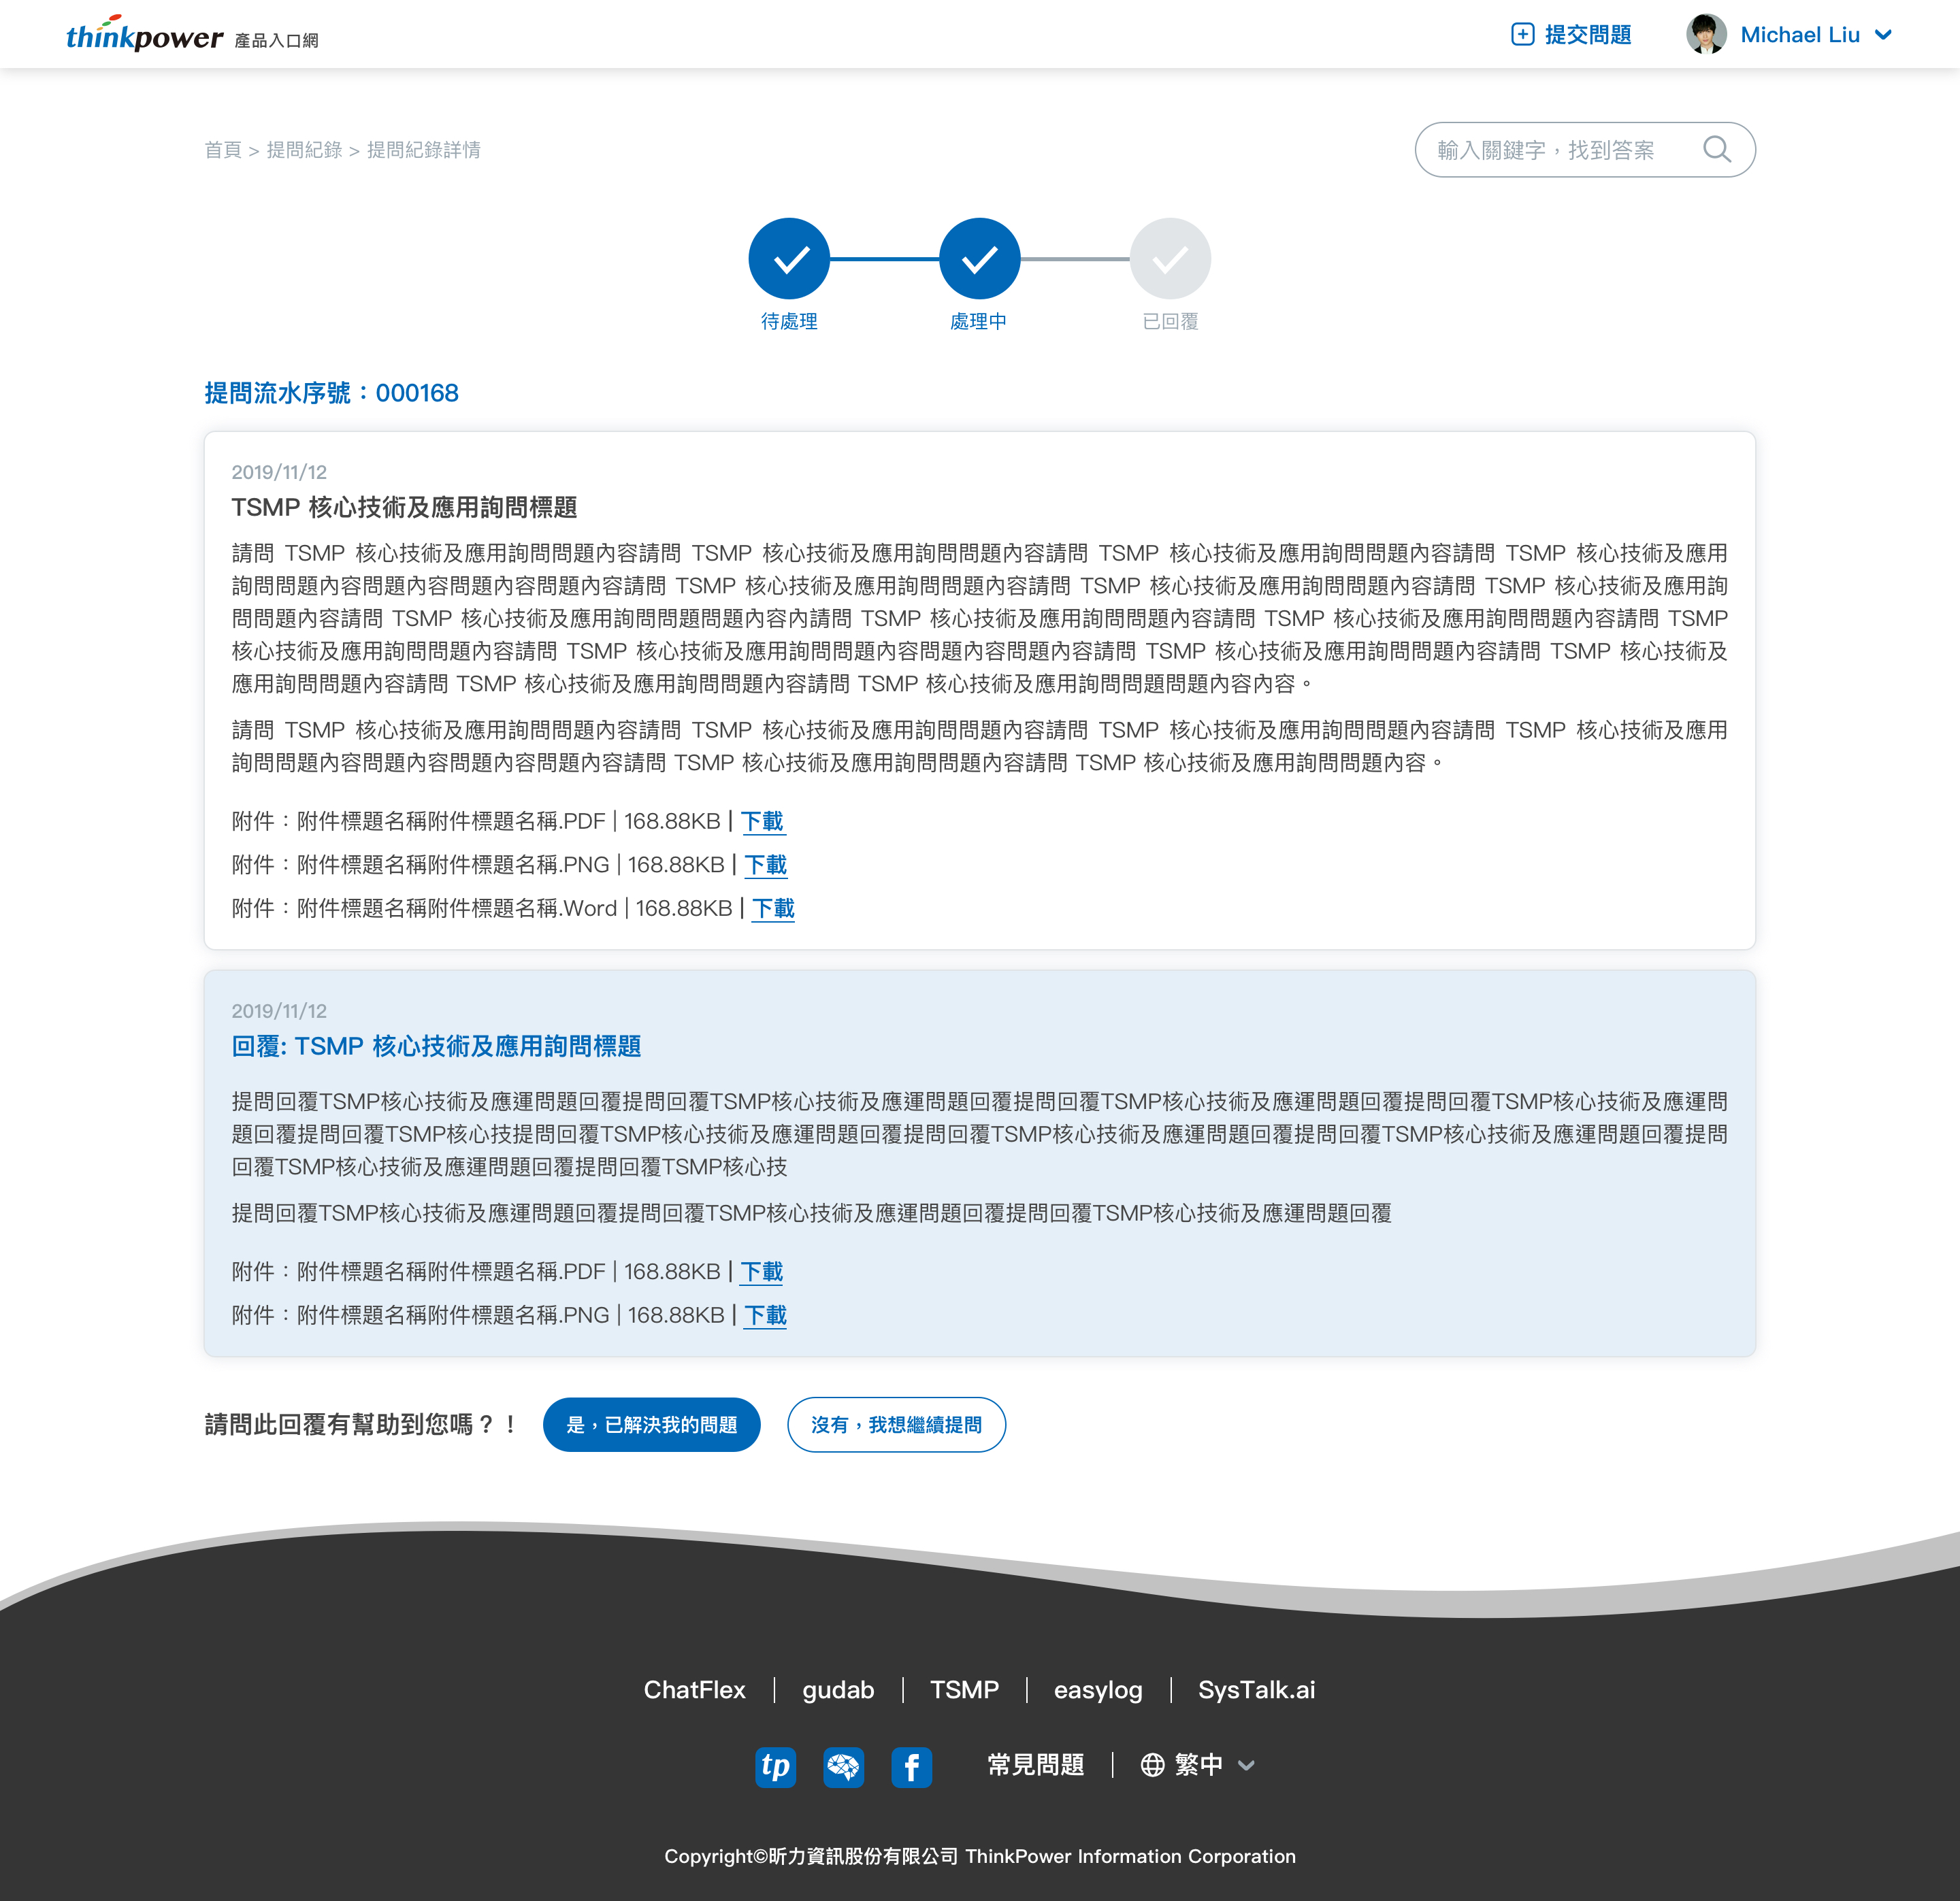 thinkpower 產品入口網
提交問題
Michael Liu
首頁 > 提問紀錄 > 提問紀錄詳情
輸入關鍵字，找到答案
待處理
處理中
已回覆
提問流水序號：000168
2019/11/12
TSMP 核心技術及應用詢問標題
請問 TSMP 核心技術及應用詢問問題內容請問 TSMP 核心技術及應用詢問問題內容請問 TSMP 核心技術及應用詢問問題內容請問 TSMP 核心技術及應用
詢問問題內容問題內容問題內容問題內容請問 TSMP 核心技術及應用詢問問題內容請問 TSMP 核心技術及應用詢問問題內容請問 TSMP 核心技術及應用詢
問問題內容請問 TSMP 核心技術及應用詢問問題問題內容內請問 TSMP 核心技術及應用詢問問題內容請問 TSMP 核心技術及應用詢問問題內容請問 TSMP
核心技術及應用詢問問題內容請問 TSMP 核心技術及應用詢問問題內容問題內容問題內容請問 TSMP 核心技術及應用詢問問題內容請問 TSMP 核心技術及
應用詢問問題內容請問 TSMP 核心技術及應用詢問問題內容請問 TSMP 核心技術及應用詢問問題問題內容內容。
請問 TSMP 核心技術及應用詢問問題內容請問 TSMP 核心技術及應用詢問問題內容請問 TSMP 核心技術及應用詢問問題內容請問 TSMP 核心技術及應用
詢問問題內容問題內容問題內容問題內容請問 TSMP 核心技術及應用詢問問題內容請問 TSMP 核心技術及應用詢問問題內容。
附件：附件標題名稱附件標題名稱.PDF | 168.88KB | 下載
附件：附件標題名稱附件標題名稱.PNG | 168.88KB | 下載
附件：附件標題名稱附件標題名稱.Word | 168.88KB | 下載
2019/11/12
回覆: TSMP 核心技術及應用詢問標題
提問回覆TSMP核心技術及應運問題回覆提問回覆TSMP核心技術及應運問題回覆提問回覆TSMP核心技術及應運問題回覆提問回覆TSMP核心技術及應運問
題回覆提問回覆TSMP核心技提問回覆TSMP核心技術及應運問題回覆提問回覆TSMP核心技術及應運問題回覆提問回覆TSMP核心技術及應運問題回覆提問
回覆TSMP核心技術及應運問題回覆提問回覆TSMP核心技
提問回覆TSMP核心技術及應運問題回覆提問回覆TSMP核心技術及應運問題回覆提問回覆TSMP核心技術及應運問題回覆
附件：附件標題名稱附件標題名稱.PDF | 168.88KB | 下載
附件：附件標題名稱附件標題名稱.PNG | 168.88KB | 下載
請問此回覆有幫助到您嗎？！
是，已解決我的問題
沒有，我想繼續提問
ChatFlex | gudab | TSMP | easylog | SysTalk.ai
tp
f
常見問題 | 繁中
Copyright©昕力資訊股份有限公司 ThinkPower Information Corporation